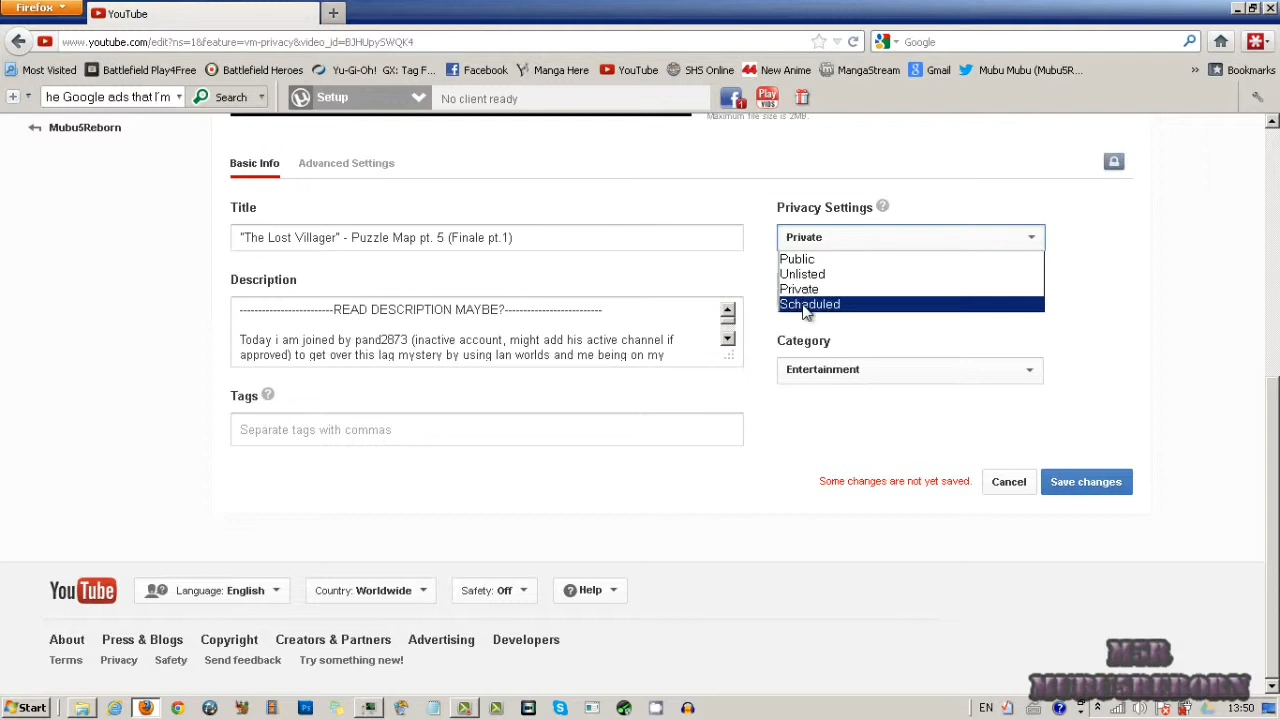 Firefox
YouTube
www.youtube.com/edit?ns=1&feature=vm-privacy&video_id=BJHUpySWQK4
Google
Most Visited
Battlefield Play4Free
Battlefield Heroes
Yu-Gi-Oh! GX: Tag F...
Facebook
Manga Here
YouTube
SHS Online
New Anime
MangaStream
Gmail
Mubu Mubu (Mubu5R...
Bookmarks
he Google ads that I'm
Search
Setup
No client ready
Play VIDS
Mubu5Reborn
Maximum file size is 2MB.
Basic Info
Advanced Settings
Title
"The Lost Villager" - Puzzle Map pt. 5 (Finale pt.1)
Description
-------------------------READ DESCRIPTION MAYBE?-------------------------
Today i am joined by pand2873 (inactive account, might add his active channel if
approved) to get over this lag mystery by using lan worlds and me being on my
Tags
Separate tags with commas
Privacy Settings
Private
Public
Unlisted
Private
Scheduled
Category
Entertainment
Some changes are not yet saved.
Cancel
Save changes
YouTube
Language: English
Country: Worldwide
Safety: Off
Help
About
Press & Blogs
Copyright
Creators & Partners
Advertising
Developers
Terms
Privacy
Safety
Send feedback
Try something new!
M5R
MUBU5REBORN
Start
EN
13:50